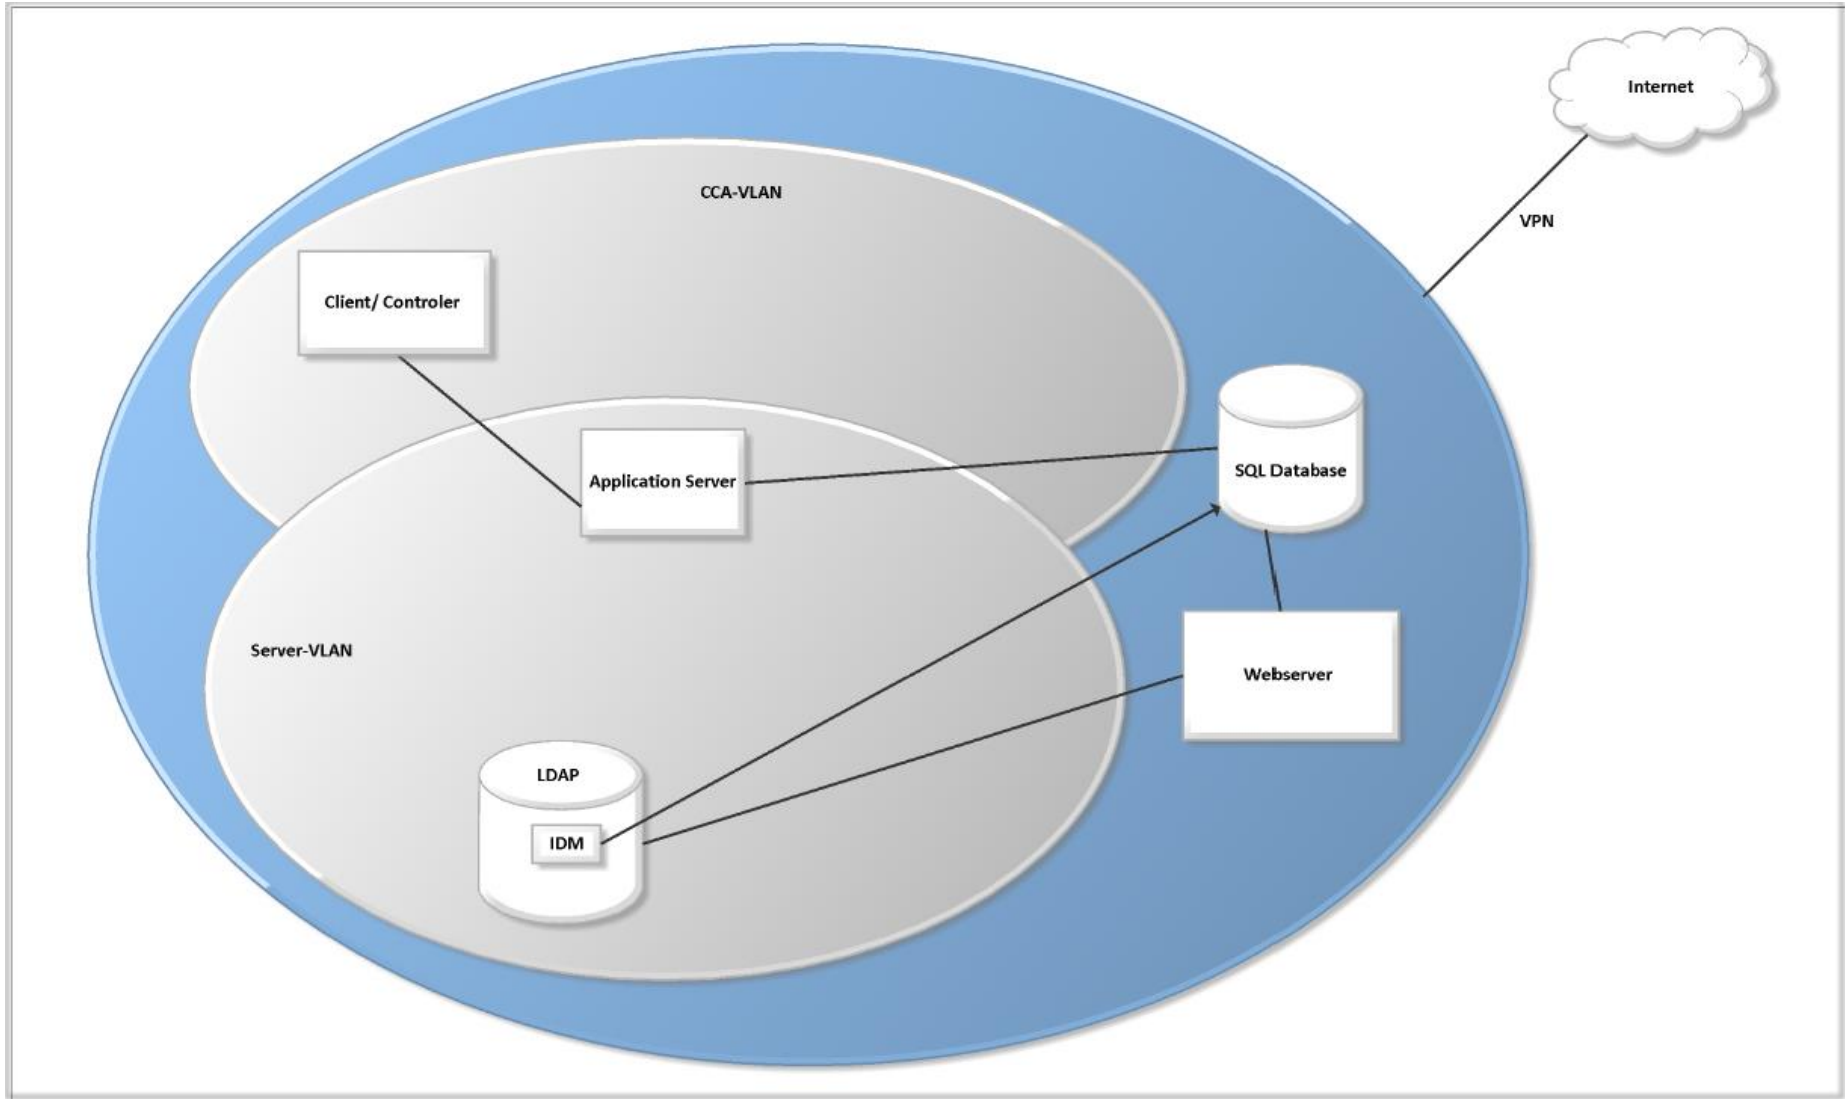 Internet
CCA-VLAN
VPN
Client/ Controler
SQL Database
Application Server
Server-VLAN
Webserver
LDAP
IDM